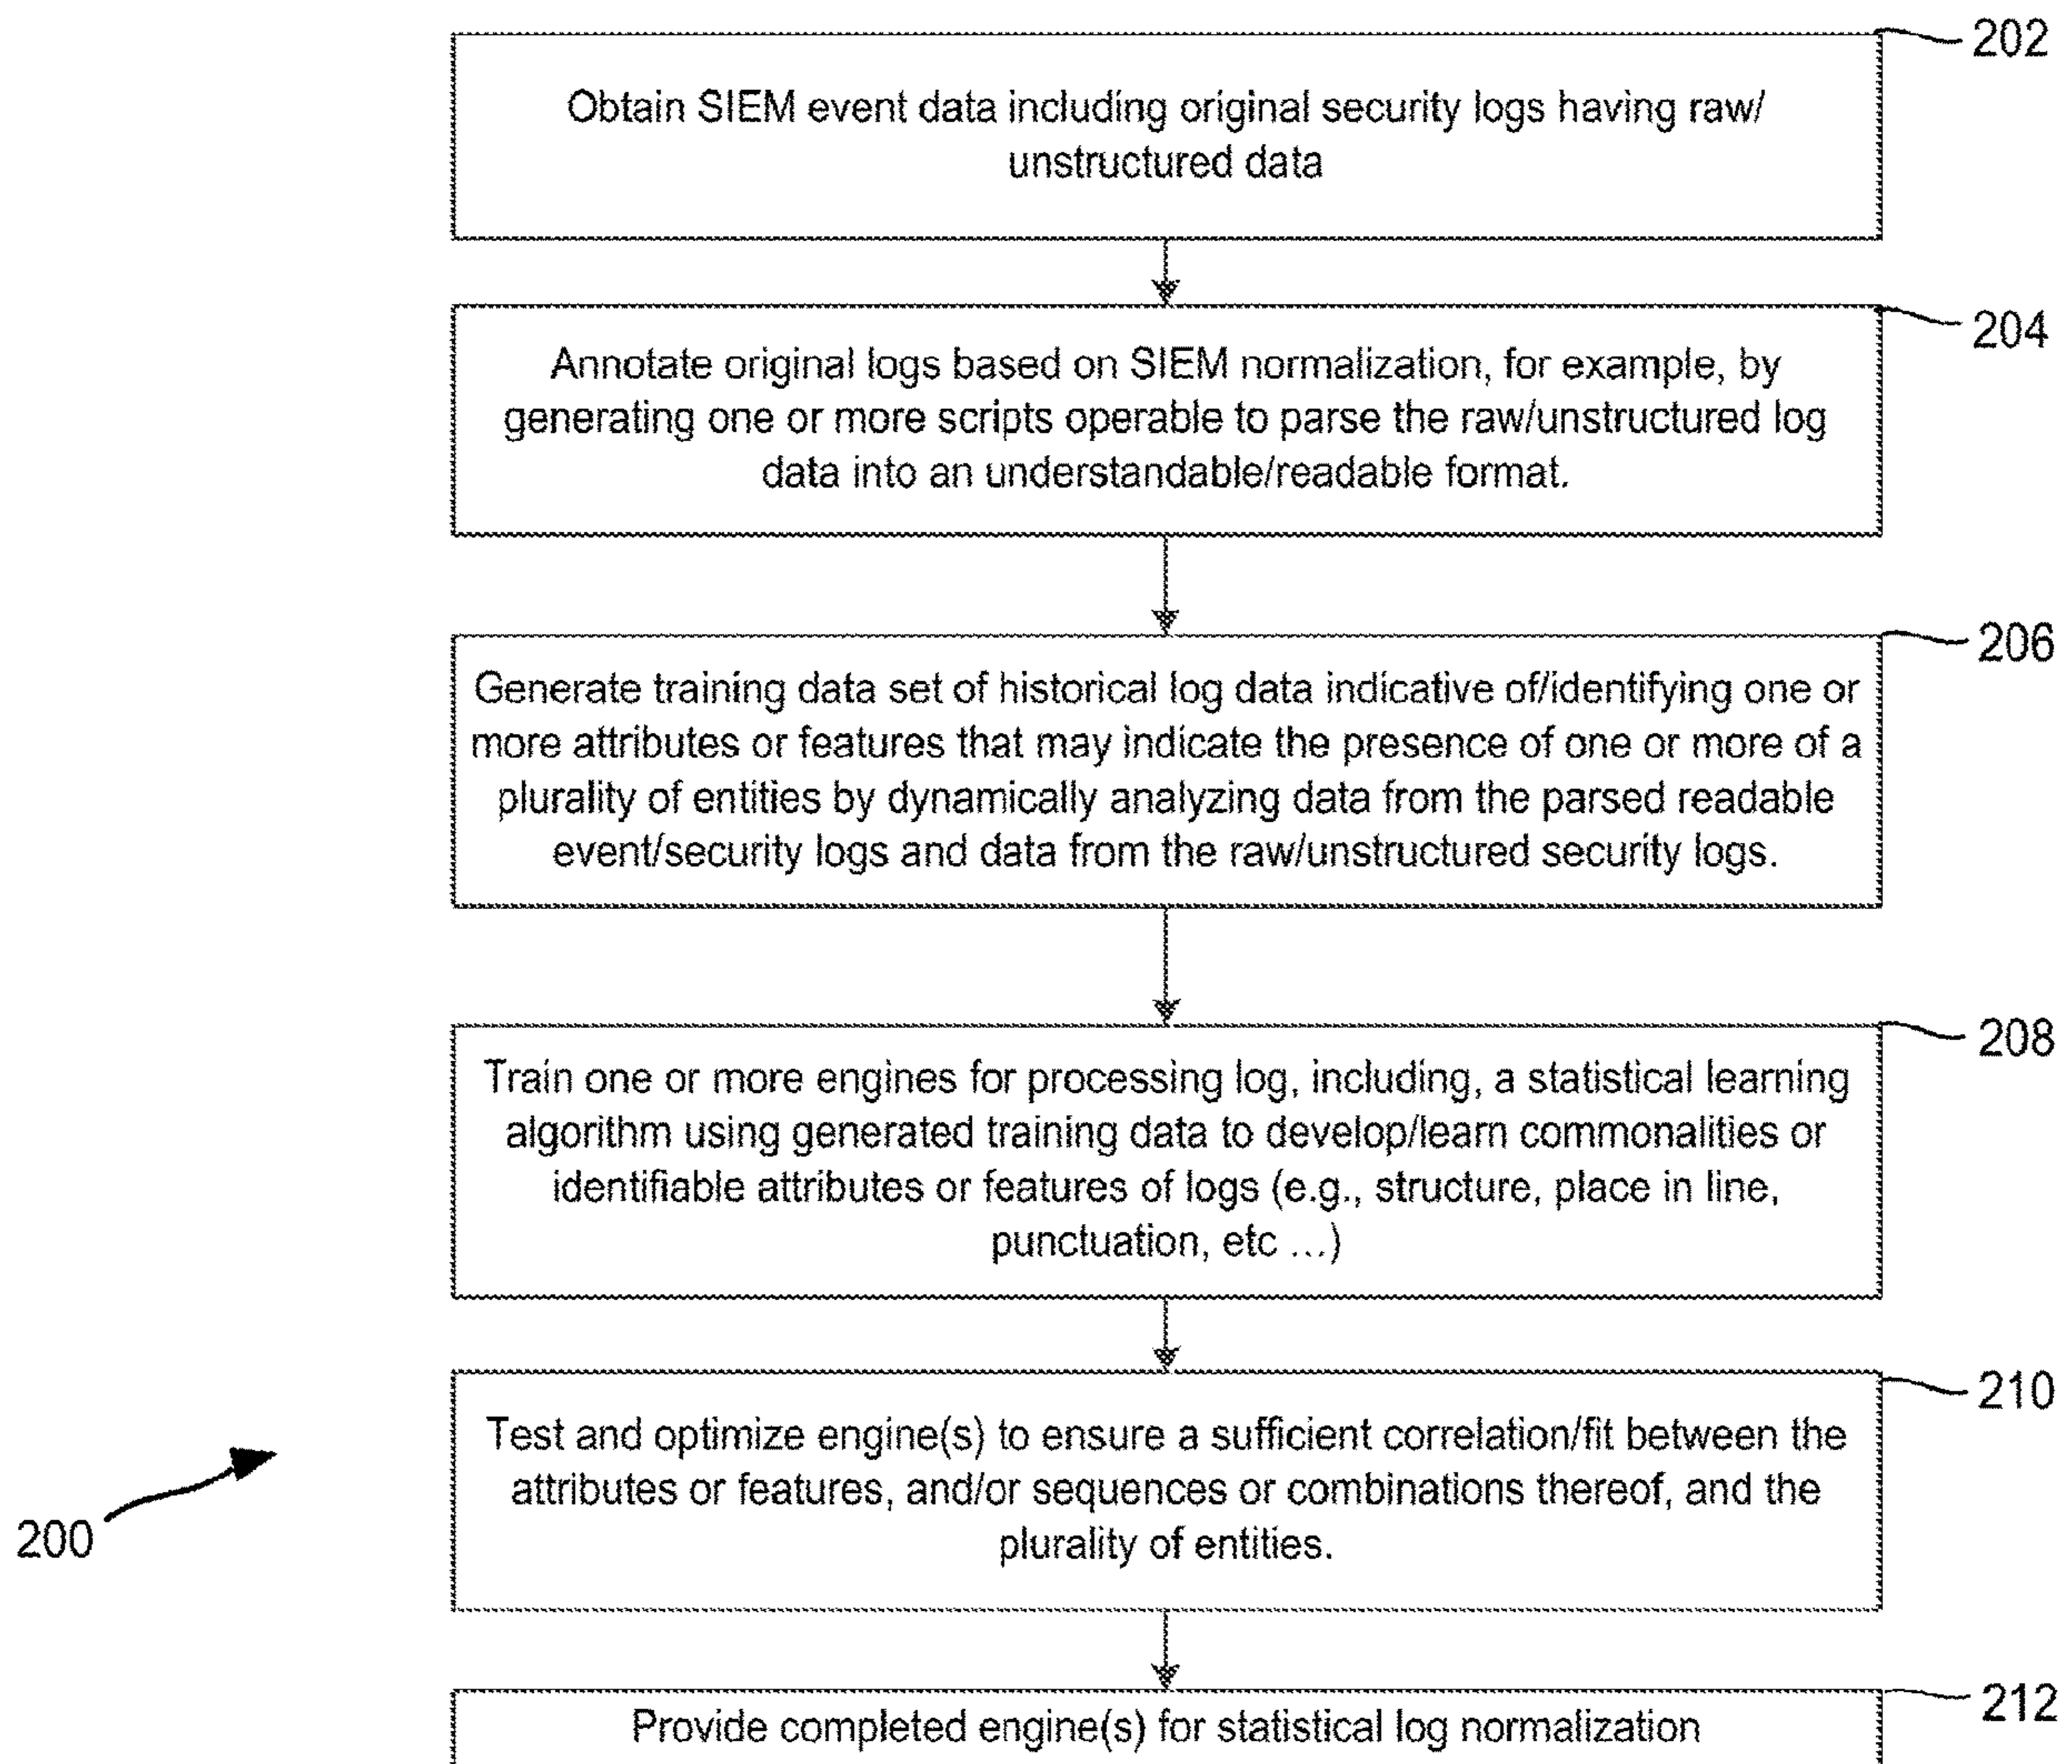 202
Obtain SIEM event data including original security logs having raw/
unstructured data
204
Annotate original logs based on SIEM normalization, for example, by
generating one or more scripts operable to parse the raw/unstructured log
data into an understandable/readable format.
206
Generate training data set of historical log data indicative of/identifying one or
more attributes or features that may indicate the presence of one or more of a
plurality of entities by dynamically analyzing data from the parsed readable
event/security logs and data from the raw/unstructured security logs.
208
Train one or more engines for processing log, including, a statistical learning
algorithm using generated training data to develop/learn commonalities or
identifiable attributes or features of logs (e.g., structure, place in line,
punctuation, etc ...)
210
Test and optimize engine(s) to ensure a sufficient correlation/fit between the
attributes or features, and/or sequences or combinations thereof, and the
plurality of entities.
200
212
Provide completed engine(s) for statistical log normalization